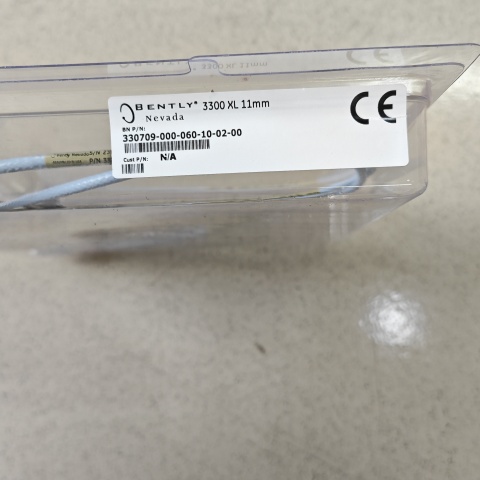 BENTLY® 3300 XL 11mm
Nevada
BN P/N:
330709-000-060-10-02-00
Cust P/N: N/A
CE